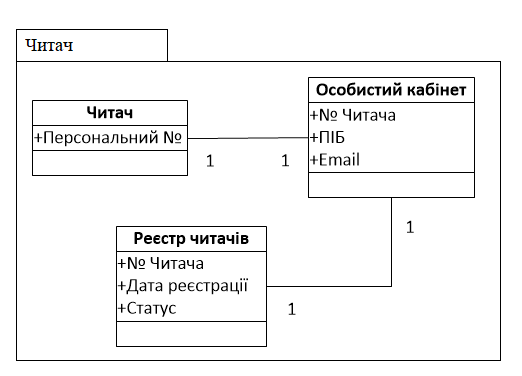 Читач
Читач
+Персональний №
Особистий кабінет
+№ Читача
+ПІБ
+Email
1
1
1
Реєстр читачів
+№ Читача
+Дата реєстрації
+Статус
1